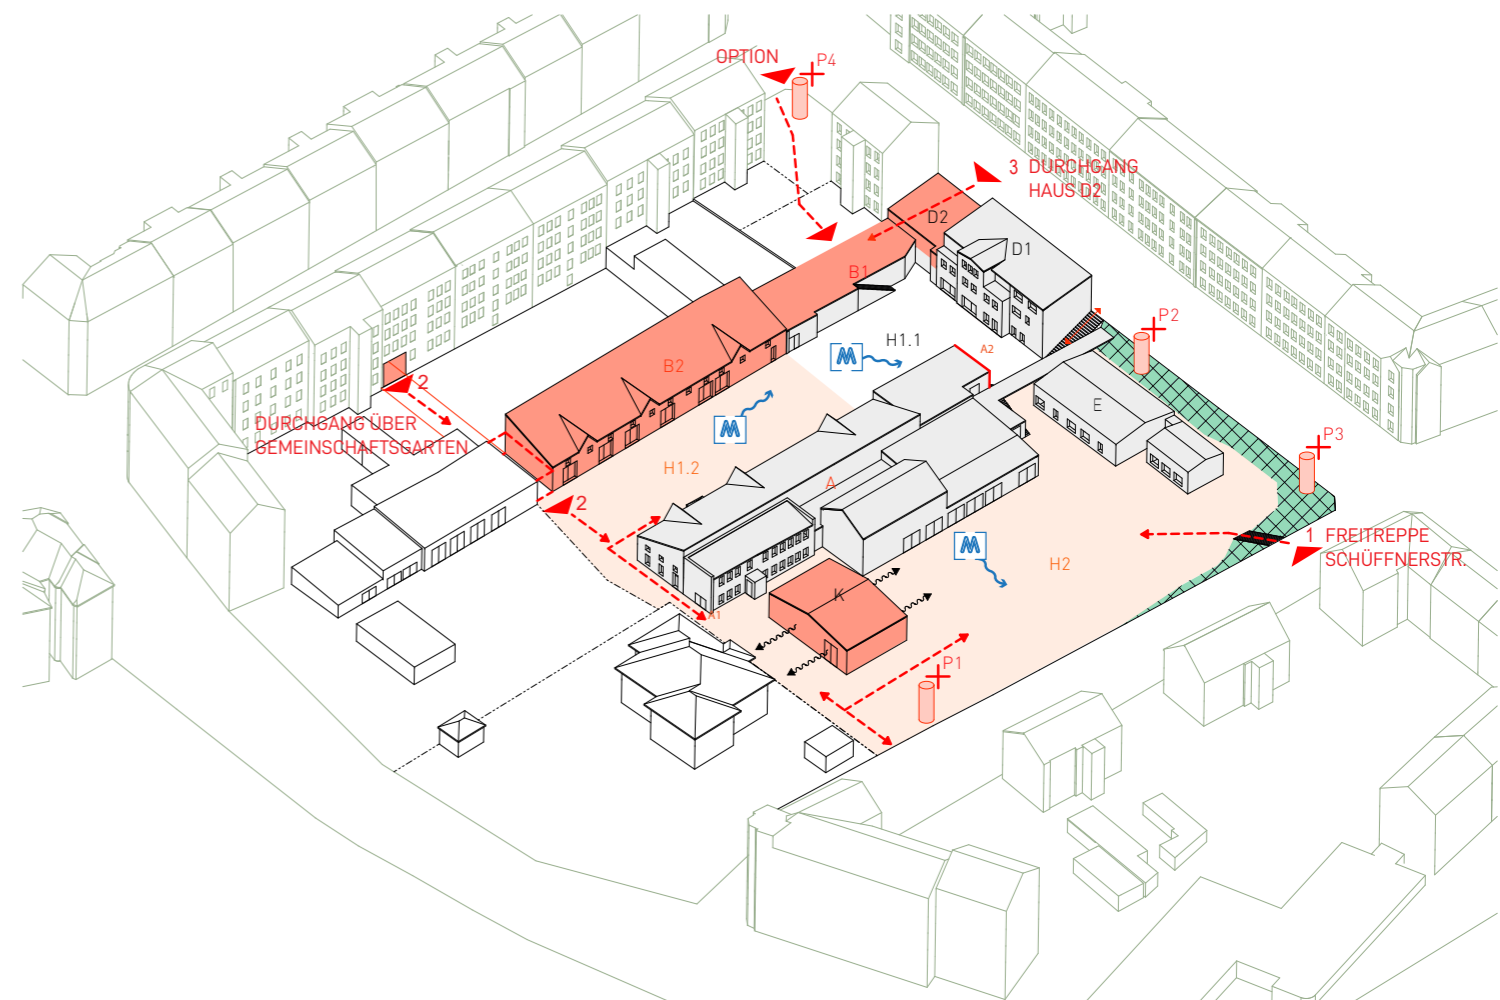 OPTION
P4
3 DURCHGANG
HAUS D2
D2
D1
B1
P2
H1.1
A2
B2
2
DURCHGANG ÜBER
GEMEINSCHAFTSGARTEN
M
M
E
P3
H1.2
A
2
1 FREITREPPE
SCHÜFFNERSTR.
M
H2
K
A1
P1